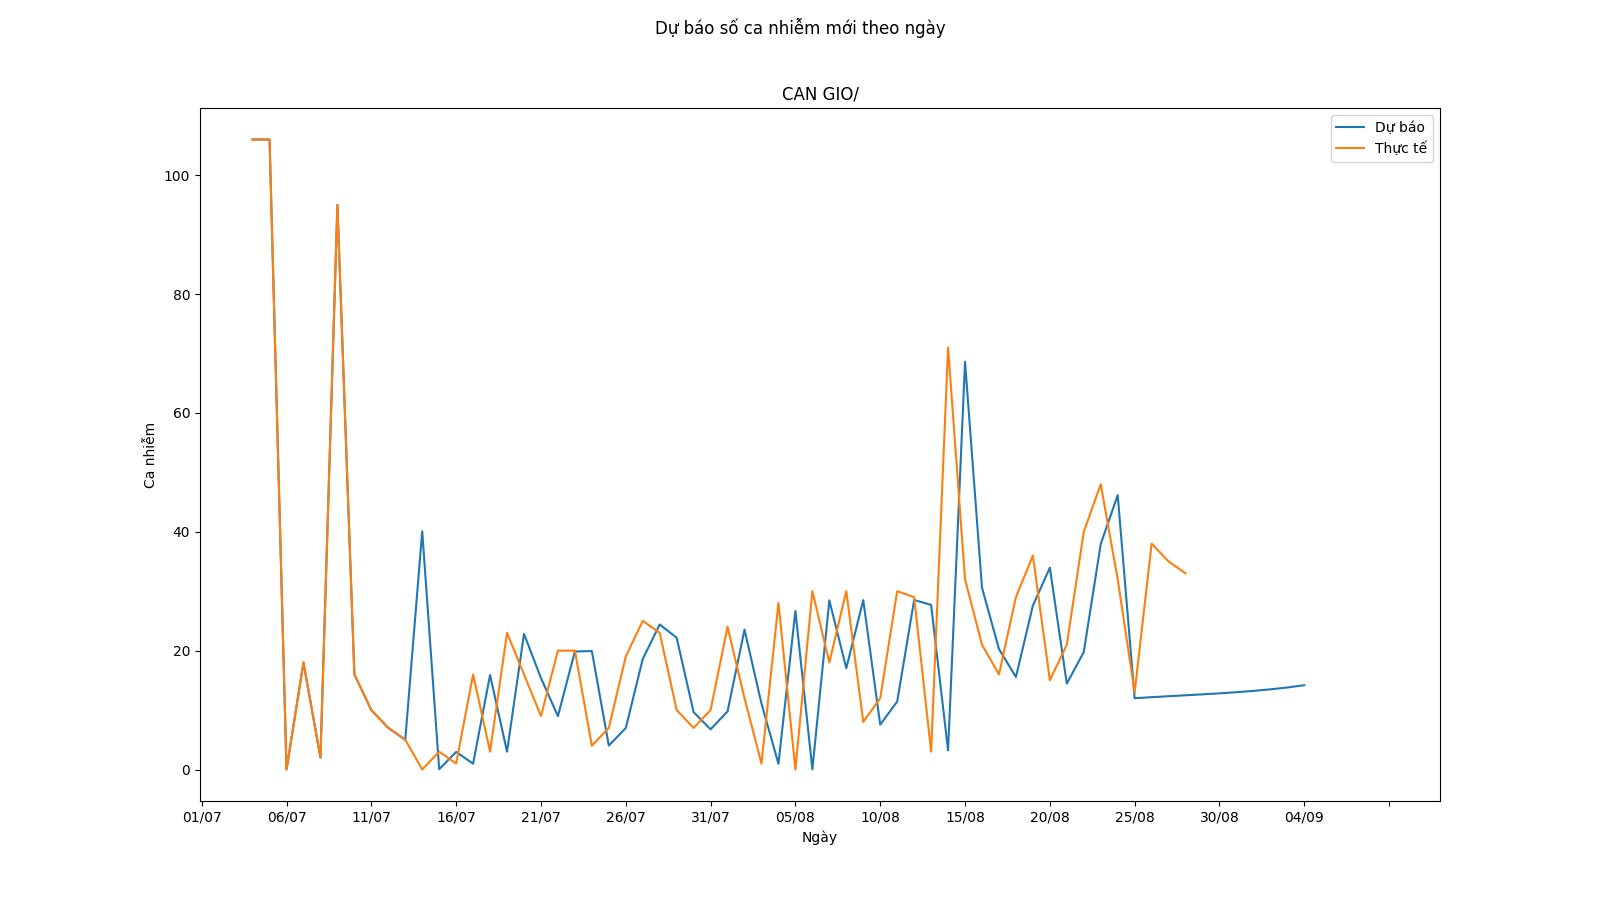 Dự báo số ca nhiễm mới theo ngày
CAN GIO/
Dự báo
Thực tế
100
80
60
40
20
0
Ca nhiễm
01/07 06/07 11/07 16/07 21/07 26/07 31/07 05/08 10/08 15/08 20/08 25/08 30/08 04/09
Ngày